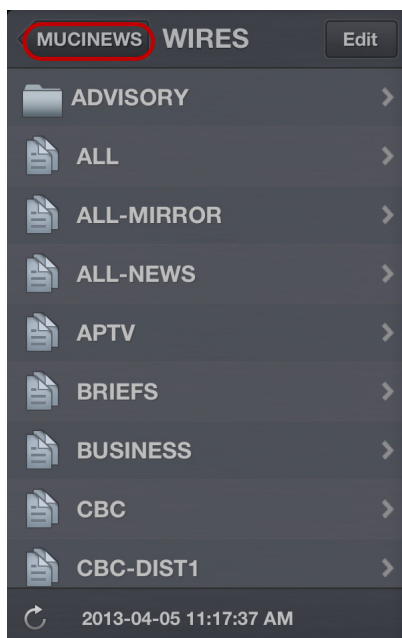 MUCINEWS WIRES Edit
ADVISORY
ALL
ALL-MIRROR
ALL-NEWS
APTV
BRIEFS
BUSINESS
CBC
CBC-DIST1
2013-04-05 11:17:37 AM